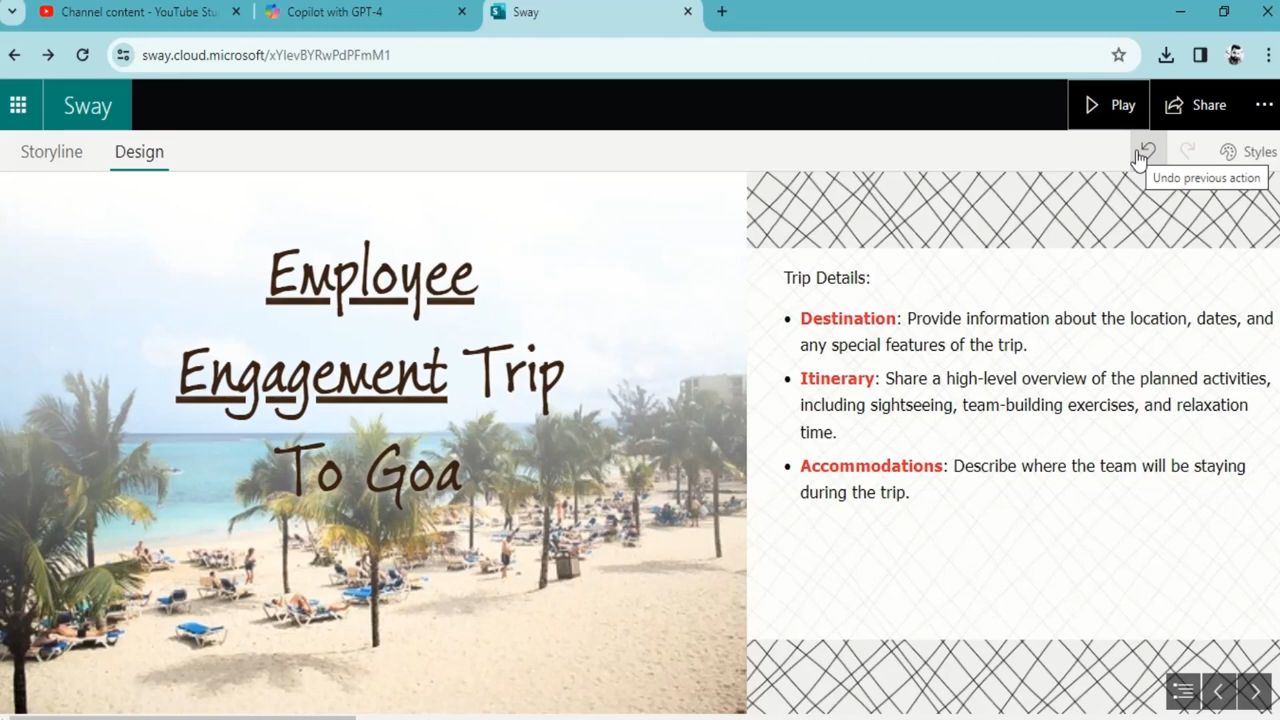 Channel content - YouTube Stu
Copilot with GPT-4
Sway
sway.cloud.microsoft/xYlevBYRwPdPFmM1
Sway
Play
Share
Storyline
Design
Styles
Undo previous action
Employee
Engagement Trip
To Goa
Trip Details:
• Destination: Provide information about the location, dates, and
any special features of the trip.
• Itinerary: Share a high-level overview of the planned activities,
including sightseeing, team-building exercises, and relaxation
time.
• Accommodations: Describe where the team will be staying
during the trip.